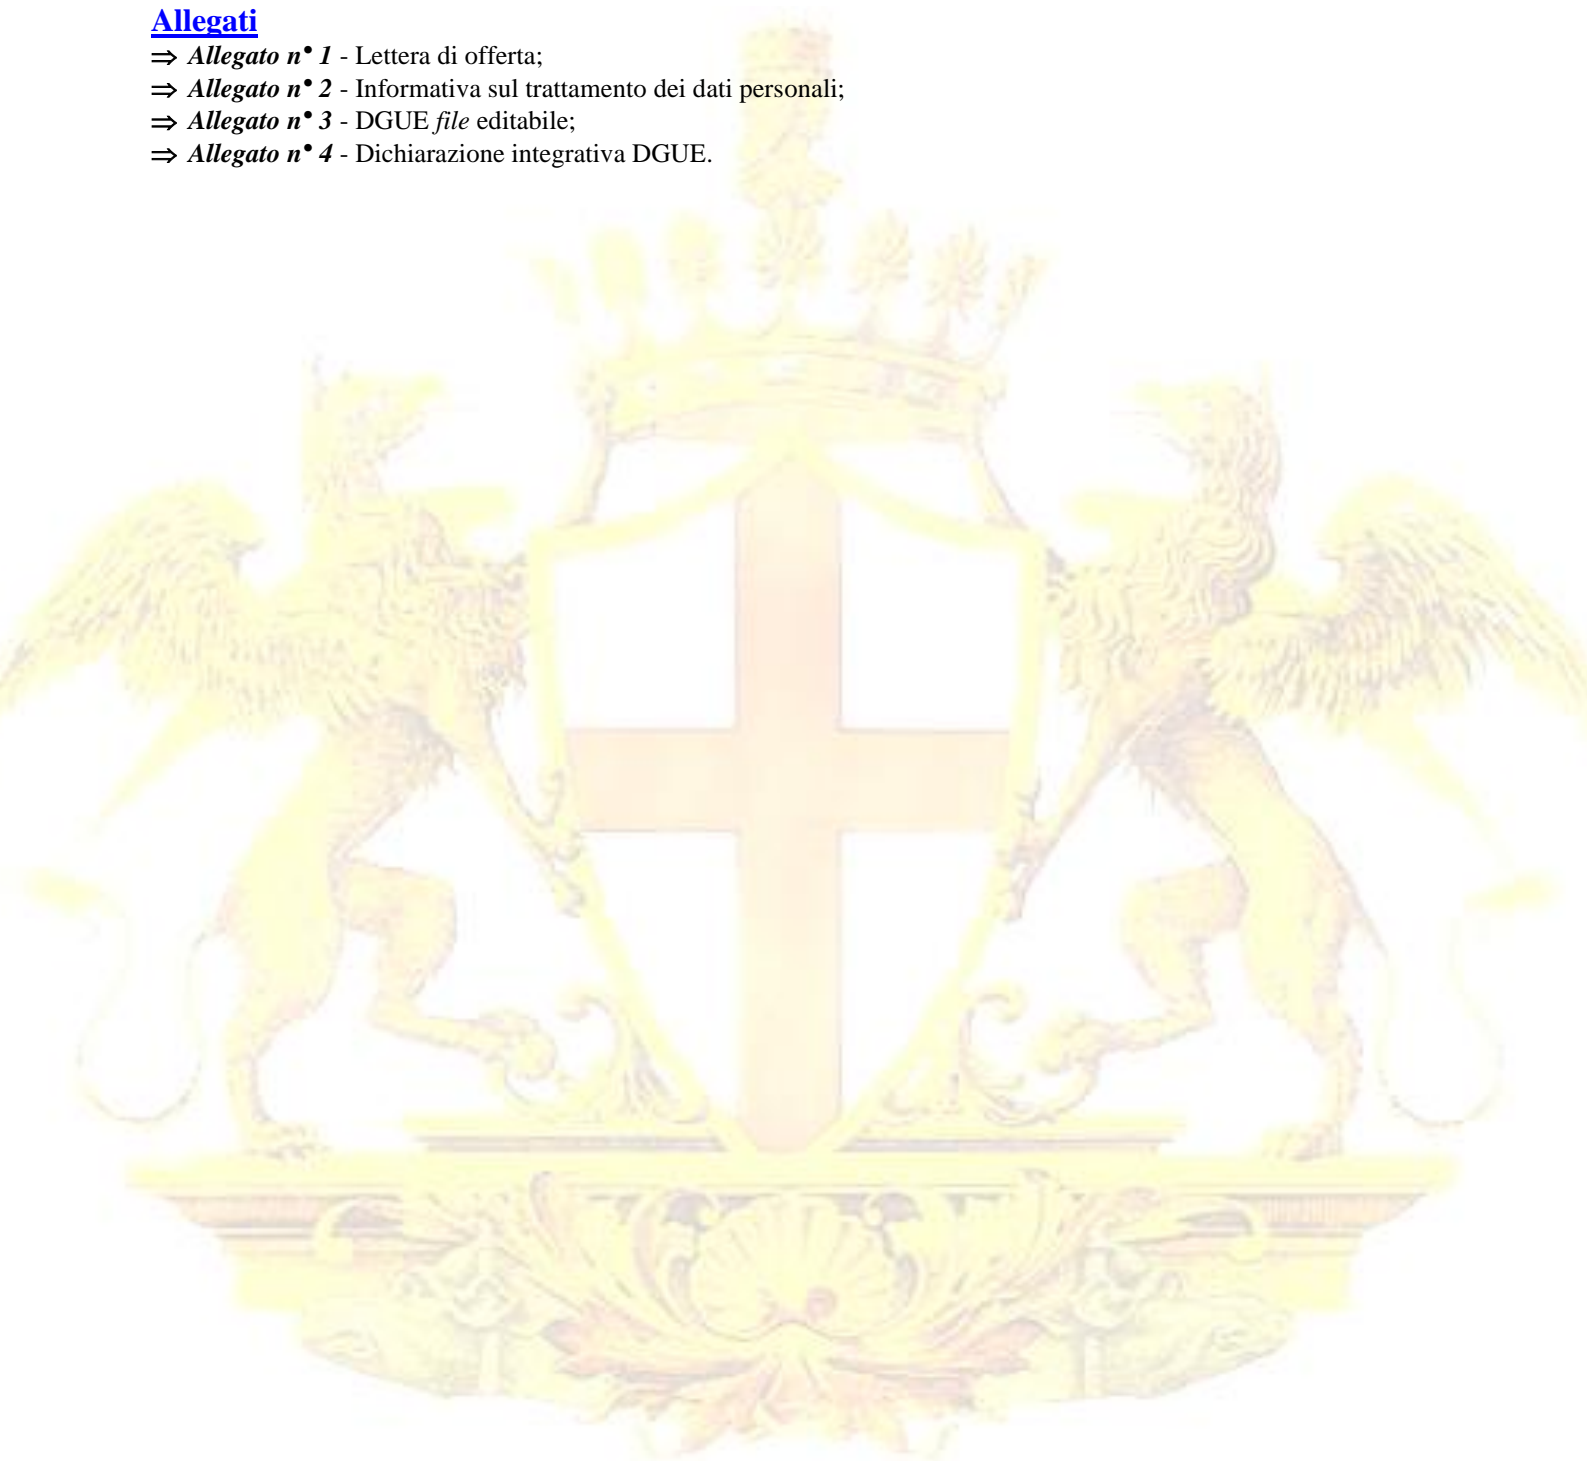 Allegati
⇒ Allegato n° 1 - Lettera di offerta;
⇒ Allegato n° 2 - Informativa sul trattamento dei dati personali;
⇒ Allegato n° 3 - DGUE file editabile;
⇒ Allegato n° 4 - Dichiarazione integrativa DGUE.